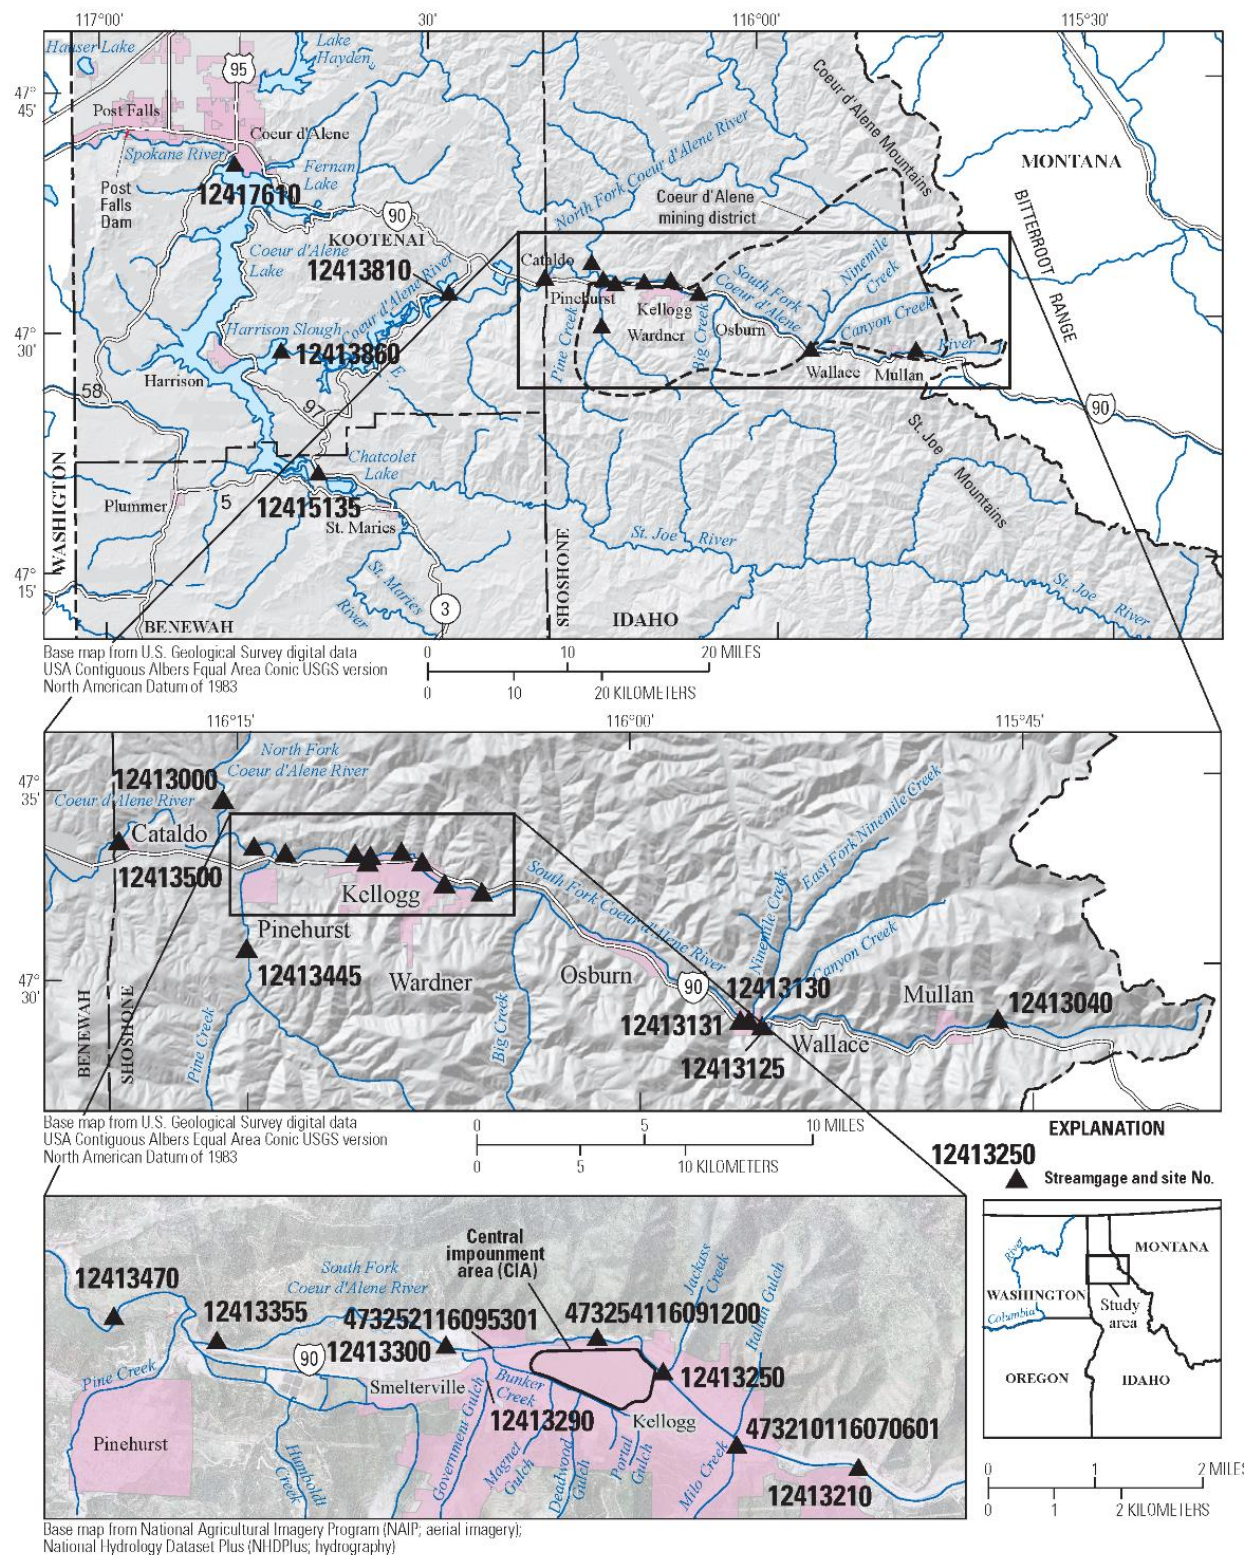 117°00'
30'
116°00'
115°30'
Hauser Lake
Lake
Hayden
95
47°
45'
Post Falls
Coeur d'Alene
Spokane River
Fernan
Lake
Post
Falls
Dam
12417610
Coeur d'Alene Mountains
North Fork Coeur d'Alene River
MONTANA
Coeur d'Alene
mining district
BITTERROOT RANGE
90
KOOTENAI
Coeur d'Alene
Lake
12413810
Coeur d'Alene River
Cataldo
Pinehurst
Kellogg
South Fork
Coeur d'Alene
River
Ninemile
Creek
Canyon Creek
47°
30'
Harrison Slough
12413860
Pine Creek
Wardner
Big Creek
Osburn
Wallace
Mullan
Harrison
58
97
90
St. Joe Mountains
WASHIGTON
Chatcolet
Lake
Plummer
5
12415135
St. Maries
St. Joe River
SHOSHONE
47°
15'
St. Maries
River
3
St. Joe River
BENEWAH
IDAHO
Base map from U.S. Geological Survey digital data
USA Contiguous Albers Equal Area Conic USGS version
North American Datum of 1983
0 10 20 MILES
0 10 20 KILOMETERS
116°15'
116°00'
115°45'
47°
35'
12413000
North Fork
Coeur d'Alene River
Coeur d'Alene River
Cataldo
12413500
Kellogg
Pinehurst
12413445
Wardner
Osburn
South Fork Coeur d'Alene River
Ninemile Creek
East Fork Ninemile Creek
Canyon Creek
90
12413130
12413131
12413125
Wallace
Mullan
12413040
47°
30'
BENEWAH
SHOSHONE
Pine Creek
Big Creek
Base map from U.S. Geological Survey digital data
USA Contiguous Albers Equal Area Conic USGS version
North American Datum of 1983
0 5 10 MILES
0 5 10 KILOMETERS
EXPLANATION
12413250
Streamgage and site No.
Central
impounment
area (CIA)
12413470
South Fork
Coeur d'Alene River
12413355
473252116095301
473254116091200
Jackass
Creek
Italian Gulch
12413300
90
Pine Creek
Smelterville
Bunker
Creek
12413250
12413290
Kellogg
473210116070601
Pinehurst
Humboldt
Creek
Government Gulch
Magnet
Gulch
Deadwood
Gulch
Portal
Gulch
Milo Creek
12413210
Base map from National Agricultural Imagery Program (NAIP; aerial imagery);
National Hydrology Dataset Plus (NHDPlus; hydrography)
River
Columbia
WASHINGTON
MONTANA
Study
area
OREGON
IDAHO
0 1 2 MILES
0 1 2 KILOMETERS